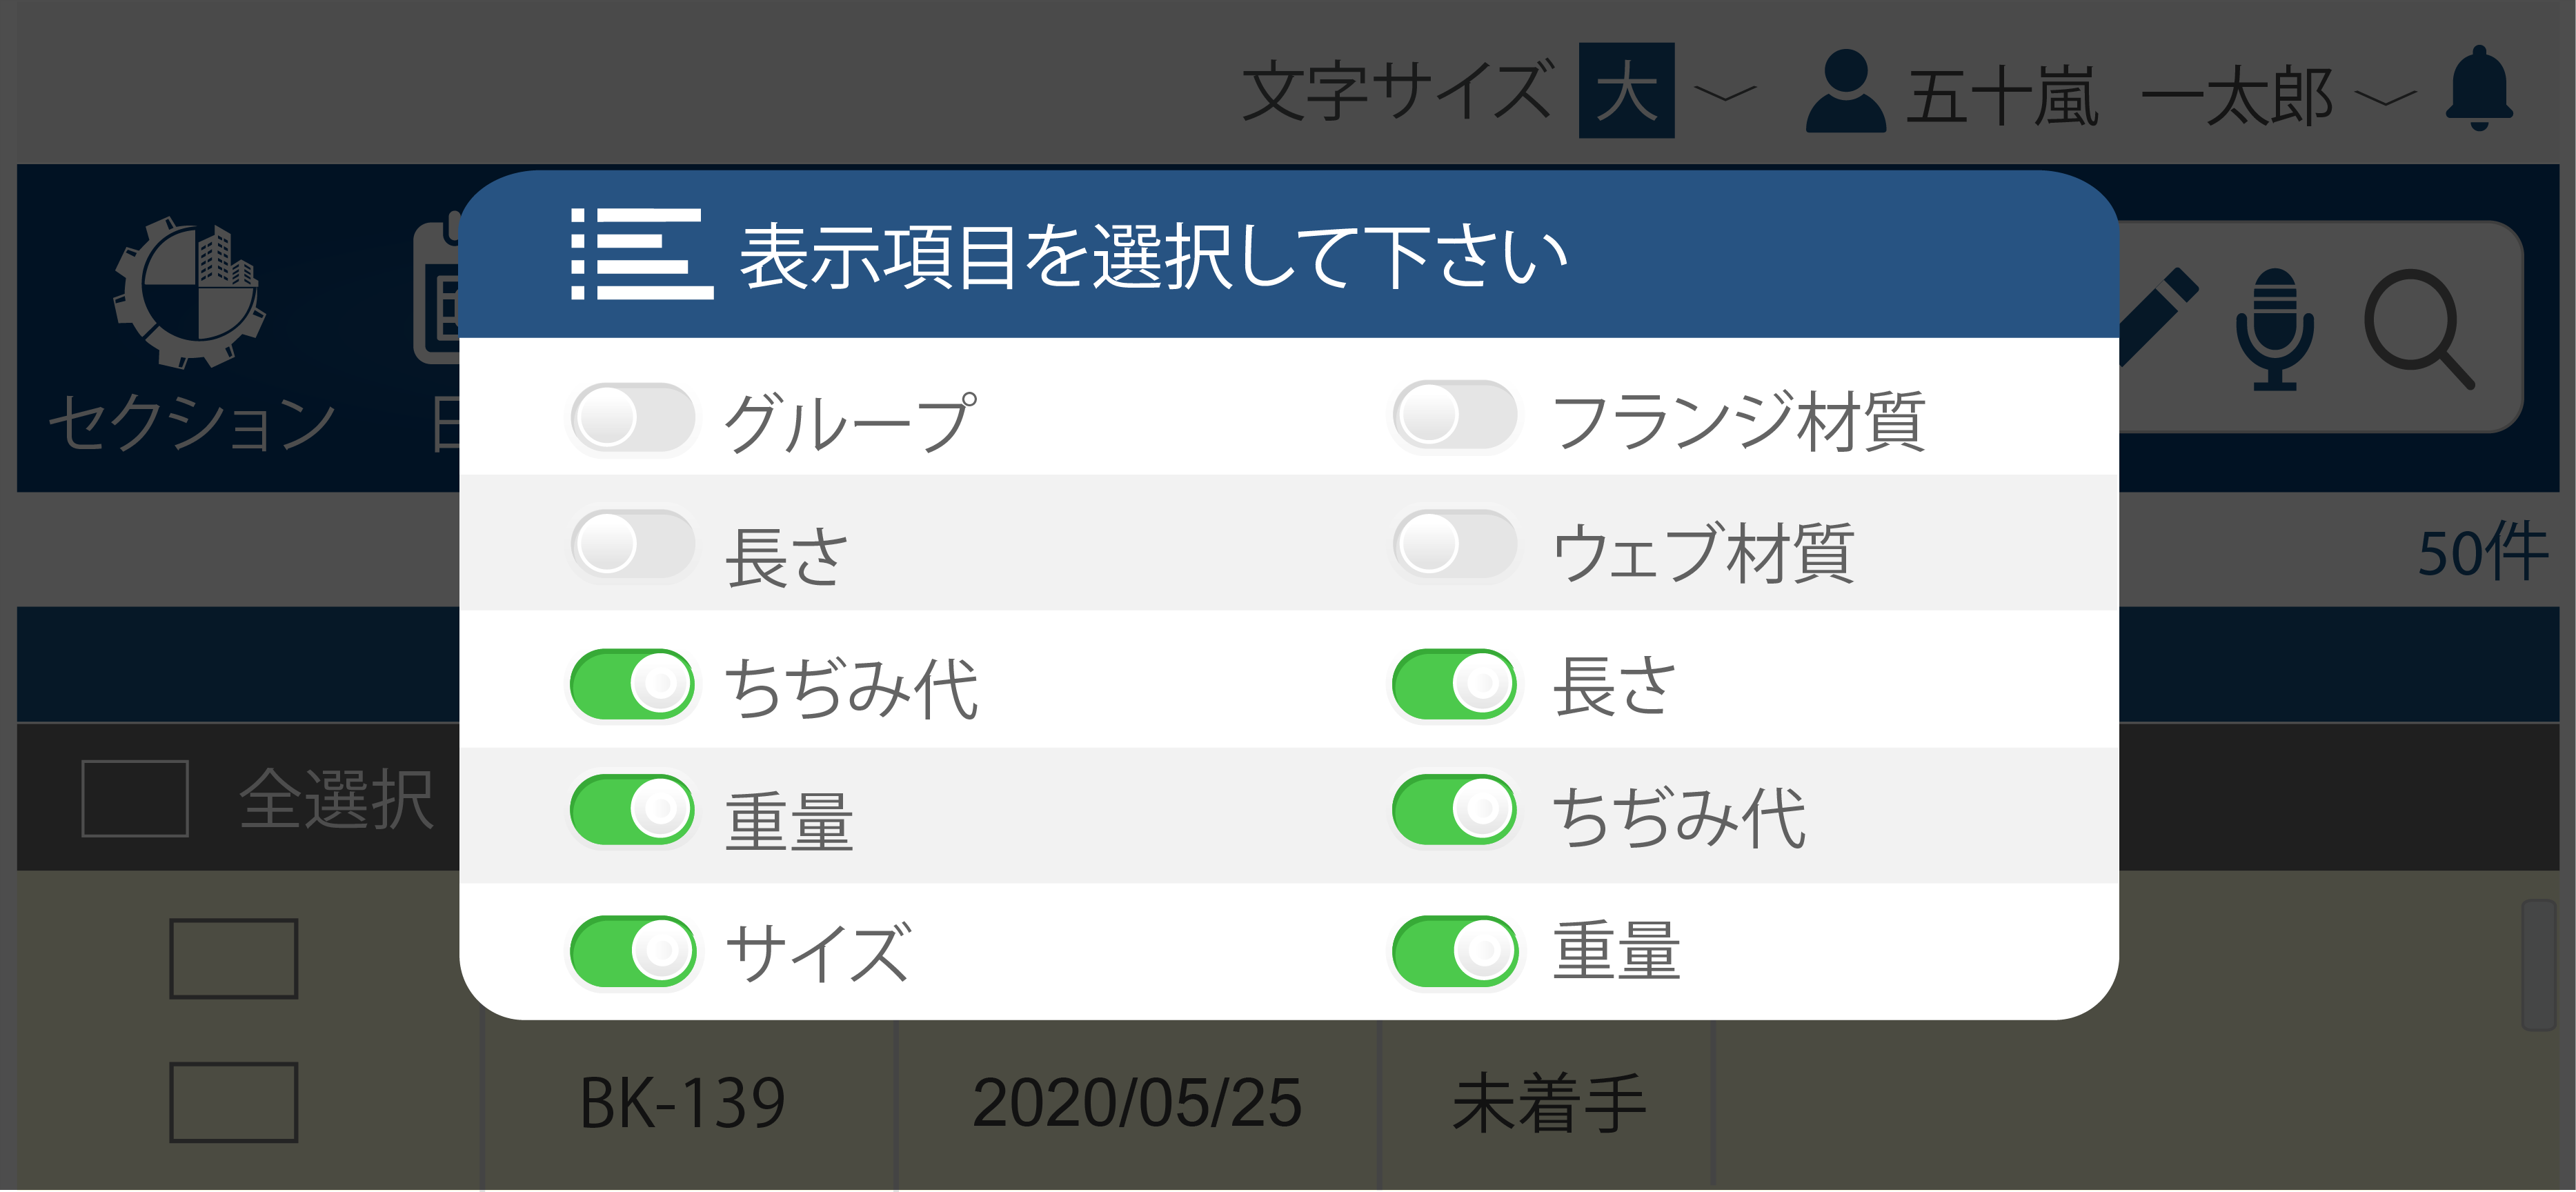 文字サイズ 大 五十嵐 一太郎
表示項目を選択して下さい
セクション
グループ フランジ材質
長さ ウェブ材質
50件
ちぢみ代 長さ
全選択
重量 ちぢみ代
サイズ 重量
BK-139 2020/05/25 未着手